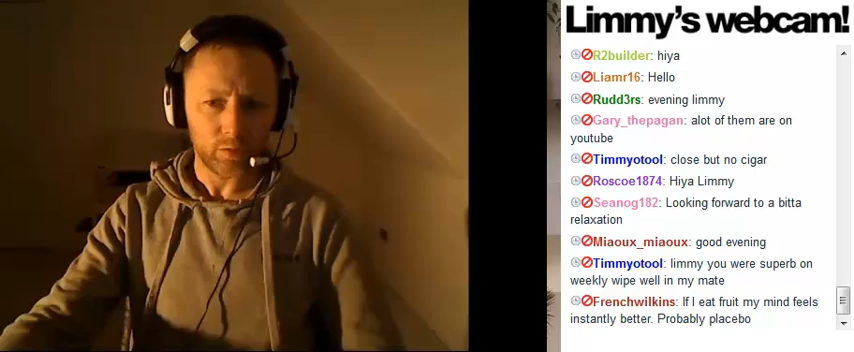 Limmy's webcam!
R2builder: hiya
Liamr16: Hello
Rudd3rs: evening limmy
Gary_thepagan: alot of them are on
youtube
Timmyotool: close but no cigar
Roscoe1874: Hiya Limmy
Seanog182: Looking forward to a bitta
relaxation
Miaoux_miaoux: good evening
Timmyotool: limmy you were superb on
weekly wipe well in my mate
Frenchwilkins: If I eat fruit my mind feels
instantly better. Probably placebo